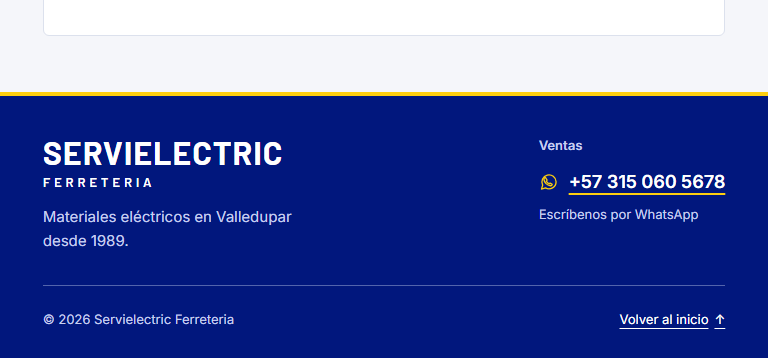 SERVIELECTRIC
FERRETERIA
Materiales eléctricos en Valledupar
desde 1989.
Ventas
+57 315 060 5678
Escríbenos por WhatsApp
© 2026 Servielectric Ferreteria
Volver al inicio ↑